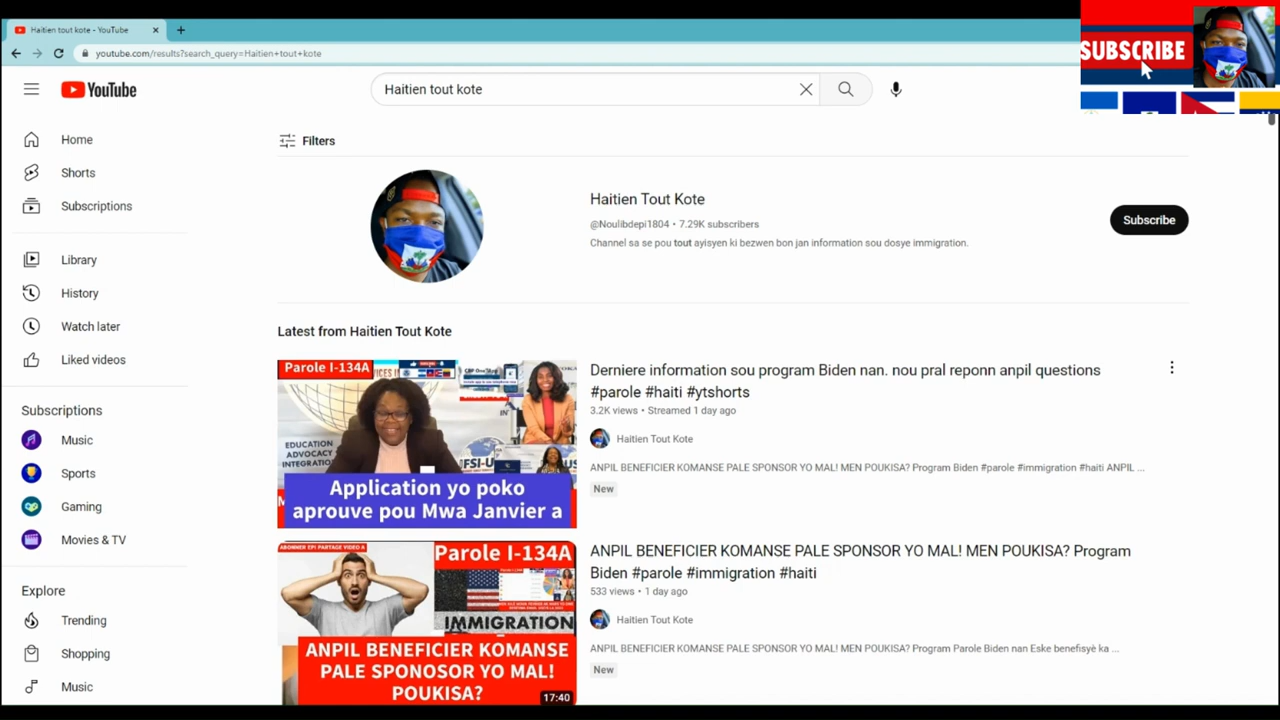 Haitien tout kote - YouTube
youtube.com/results?search_query=Haitien+tout+kote
SUBSCRIBE
YouTube
Haitien tout kote
Home
Shorts
Subscriptions
Library
History
Watch later
Liked videos
Subscriptions
Music
Sports
Gaming
Movies & TV
Explore
Trending
Shopping
Music
Filters
Haitien Tout Kote
@Noulibdepi1804 • 7.29K subscribers
Channel sa se pou tout ayisyen ki bezwen bon jan information sou dosye immigration.
Subscribe
Latest from Haitien Tout Kote
Parole I-134A
EDUCATION
ADVOCACY
INTEGRATION
Application yo poko
aprouve pou Mwa Janvier a
Derniere information sou program Biden nan. nou pral reponn anpil questions
#parole #haiti #ytshorts
3.2K views • Streamed 1 day ago
Haitien Tout Kote
ANPIL BENEFICIER KOMANSE PALE SPONSOR YO MAL! MEN POUKISA? Program Biden #parole #immigration #haiti ANPIL ...
New
ABONNER EPI PARTAGE VIDEO A
Parole I-134A
IMMIGRATION
ANPIL BENEFICIER KOMANSE
PALE SPONOSOR YO MAL!
POUKISA?
17:40
ANPIL BENEFICIER KOMANSE PALE SPONSOR YO MAL! MEN POUKISA? Program
Biden #parole #immigration #haiti
533 views • 1 day ago
Haitien Tout Kote
ANPIL BENEFICIER KOMANSE PALE SPONSOR YO MAL! MEN POUKISA? Program Parole Biden nan Eske benefisyè ka ...
New